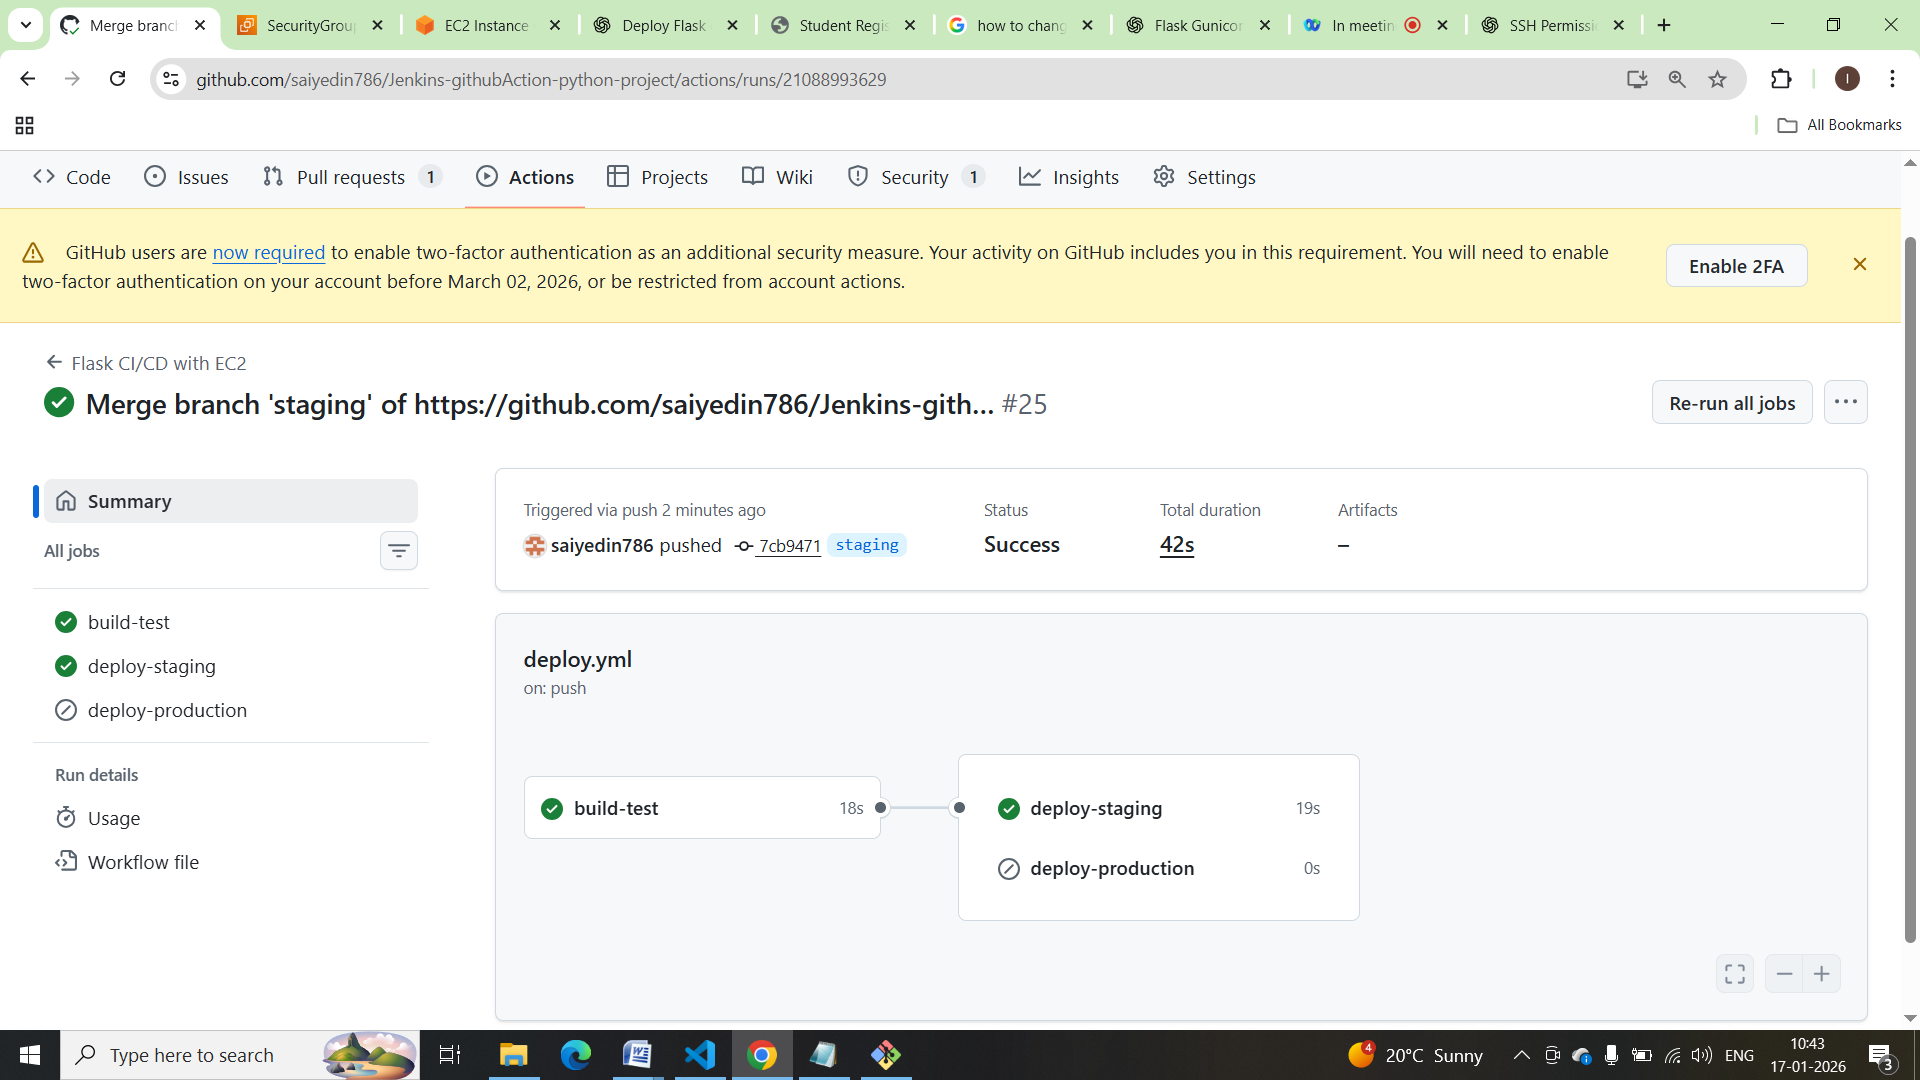 Merge branc
SecurityGrou
EC2 Instance
Deploy Flask
Student Regis
how to chang
Flask Gunicor
In meetin
SSH Permissi
github.com/saiyedin786/Jenkins-githubAction-python-project/actions/runs/21088993629
I
All Bookmarks
Code
Issues
Pull requests 1
Actions
Projects
Wiki
Security 1
Insights
Settings
GitHub users are now required to enable two-factor authentication as an additional security measure. Your activity on GitHub includes you in this requirement. You will need to enable
two-factor authentication on your account before March 02, 2026, or be restricted from account actions.
Enable 2FA
Flask CI/CD with EC2
Merge branch 'staging' of https://github.com/saiyedin786/Jenkins-gith... #25
Re-run all jobs
Summary
All jobs
build-test
deploy-staging
deploy-production
Run details
Usage
Workflow file
Triggered via push 2 minutes ago
saiyedin786 pushed 7cb9471 staging
Status
Success
Total duration
42s
Artifacts
–
deploy.yml
on: push
build-test 18s
deploy-staging 19s
deploy-production 0s
Type here to search
4
20°C Sunny
ENG
10:43
17-01-2026
3